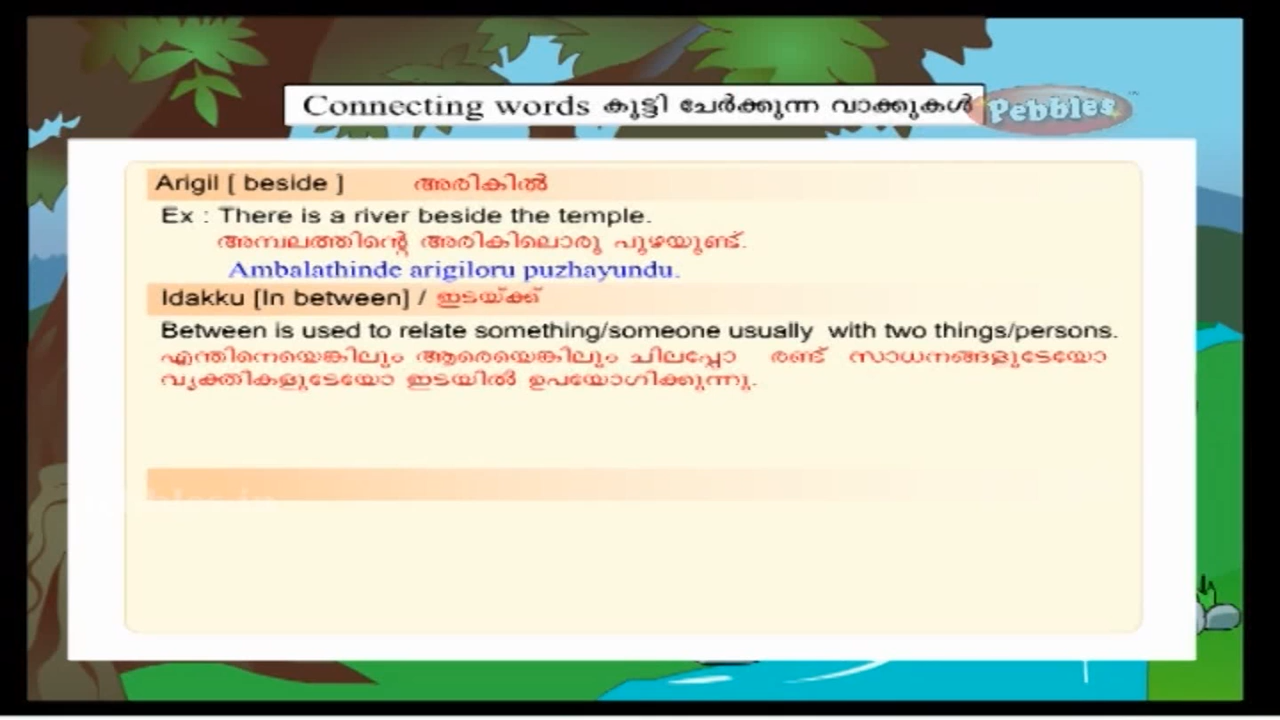 Connecting words കൂട്ടി ചേർക്കുന്ന വാക്കുകൾ
Pebbles
Arigil [ beside ] അരികിൽ
Ex : There is a river beside the temple.
അമ്പലത്തിന്റെ അരികിലൊരു പുഴയുണ്ട്.
Ambalathinde arigiloru puzhayundu.
Idakku [In between] / ഇടയ്ക്ക്
Between is used to relate something/someone usually with two things/persons.
എന്തിനെയെങ്കിലും ആരെയെങ്കിലും ചിലപ്പോ രണ്ട് സാധനങ്ങളുടേയോ
വ്യക്തികളുടേയോ ഇടയിൽ ഉപയോഗിക്കുന്നു.